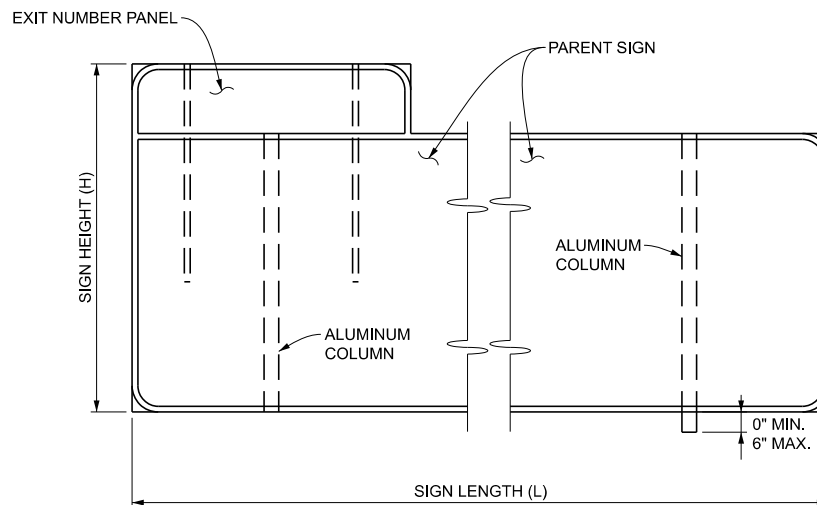 EXIT NUMBER PANEL
PARENT SIGN
SIGN HEIGHT (H)
ALUMINUM
COLUMN
ALUMINUM
COLUMN
0" MIN.
6" MAX.
SIGN LENGTH (L)